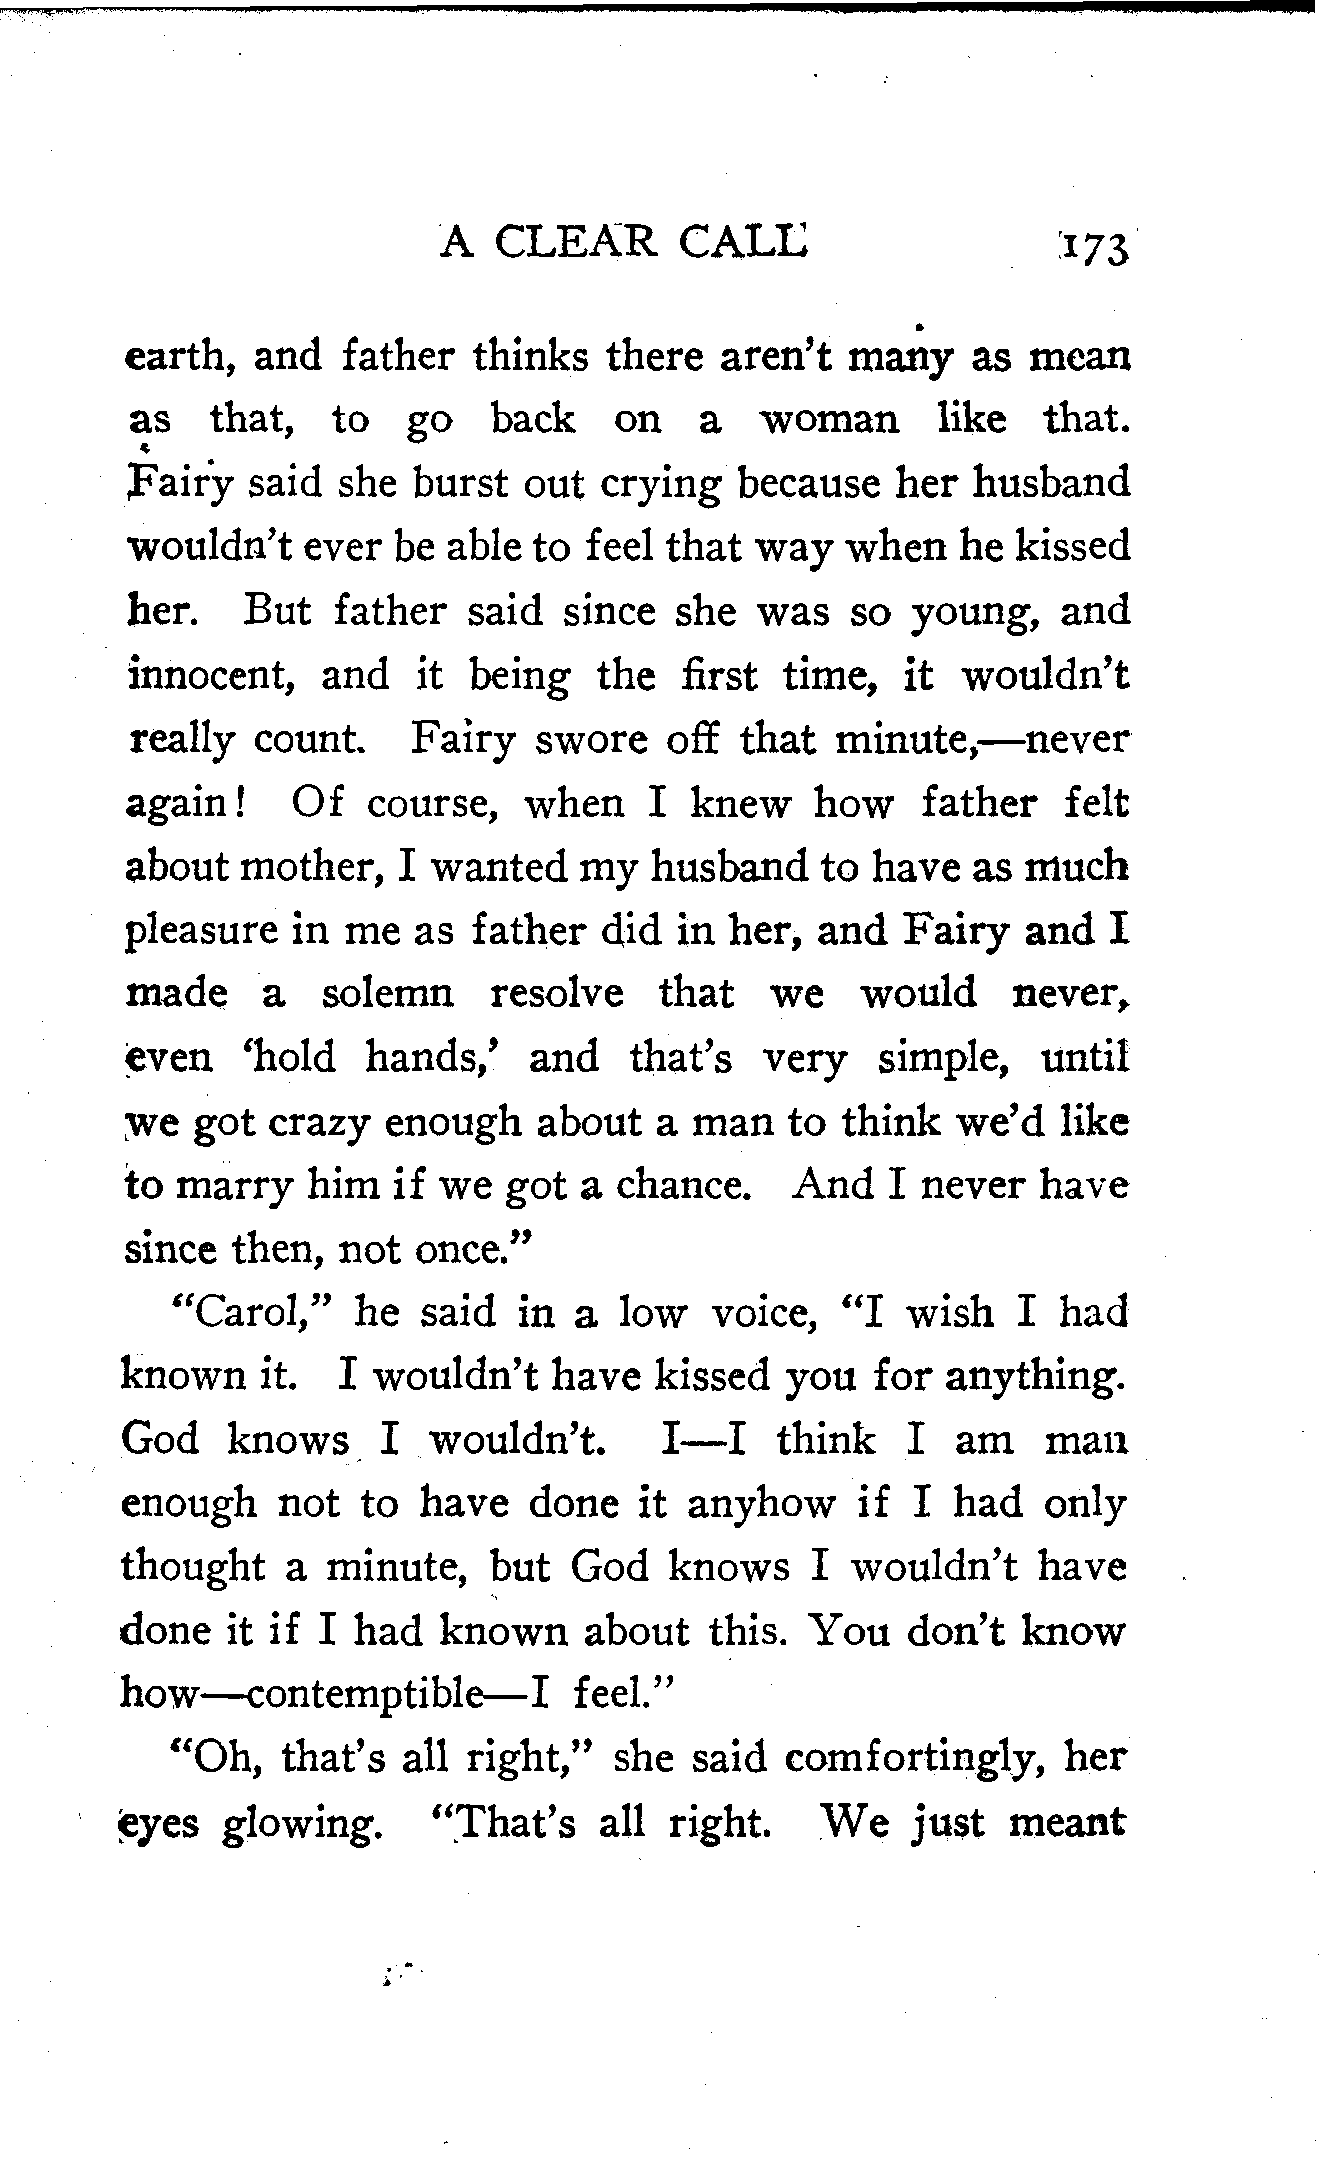 A CLEAR CALL 173
earth, and father thinks there aren't many as mean
as that, to go back on a woman like that.
Fairy said she burst out crying because her husband
wouldn't ever be able to feel that way when he kissed
her. But father said since she was so young, and
innocent, and it being the first time, it wouldn't
really count. Fairy swore off that minute,—never
again! Of course, when I knew how father felt
about mother, I wanted my husband to have as much
pleasure in me as father did in her, and Fairy and I
made a solemn resolve that we would never,
even 'hold hands,' and that's very simple, until
we got crazy enough about a man to think we'd like
to marry him if we got a chance. And I never have
since then, not once."
"Carol," he said in a low voice, "I wish I had
known it. I wouldn't have kissed you for anything.
God knows I wouldn't. I—I think I am man
enough not to have done it anyhow if I had only
thought a minute, but God knows I wouldn't have
done it if I had known about this. You don't know
how—contemptible—I feel."
"Oh, that's all right," she said comfortingly, her
eyes glowing. "That's all right. We just meant